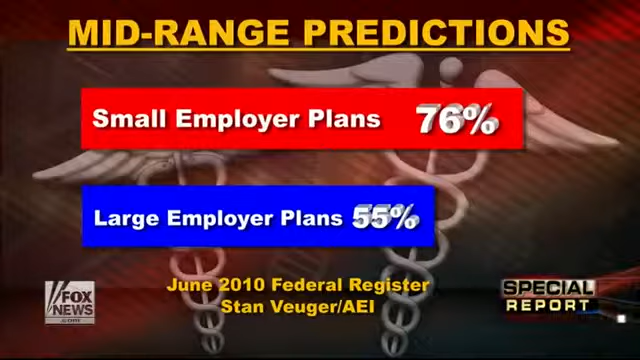 MID-RANGE PREDICTIONS
Small Employer Plans 76%
Large Employer Plans 55%
June 2010 Federal Register
Stan Veuger/AEI
FOX
NEWS
.com
SPECIAL
REPORT